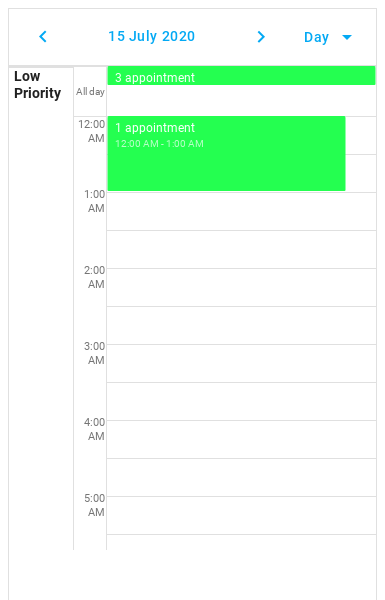 15 July 2020
Day
Low
Priority
All day
3 appointment
12:00
AM
1 appointment
12:00 AM - 1:00 AM
1:00
AM
2:00
AM
3:00
AM
4:00
AM
5:00
AM